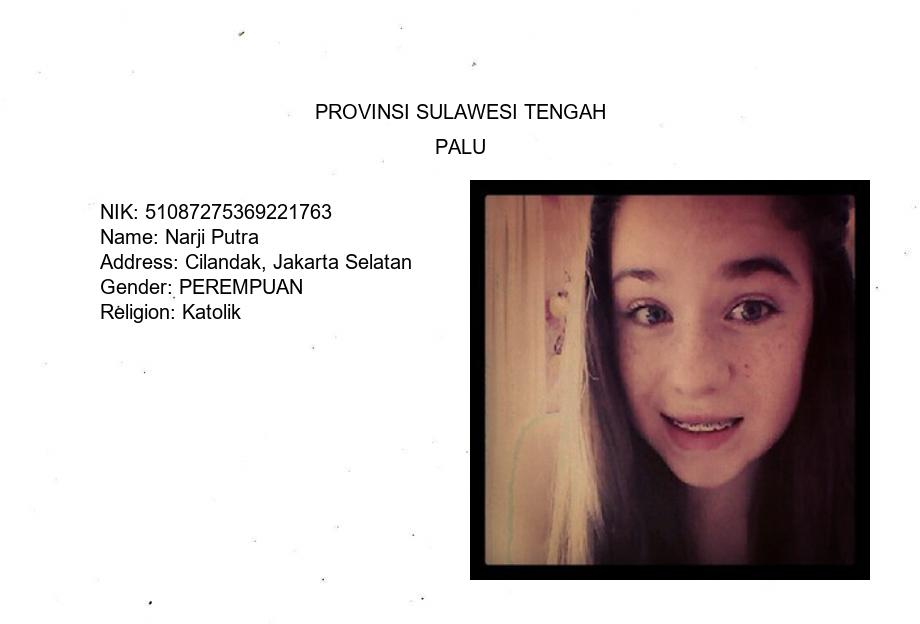 PROVINSI SULAWESI TENGAH
PALU
NIK: 51087275369221763
Name: Narji Putra
Address: Cilandak, Jakarta Selatan
Gender: PEREMPUAN
Religion: Katolik